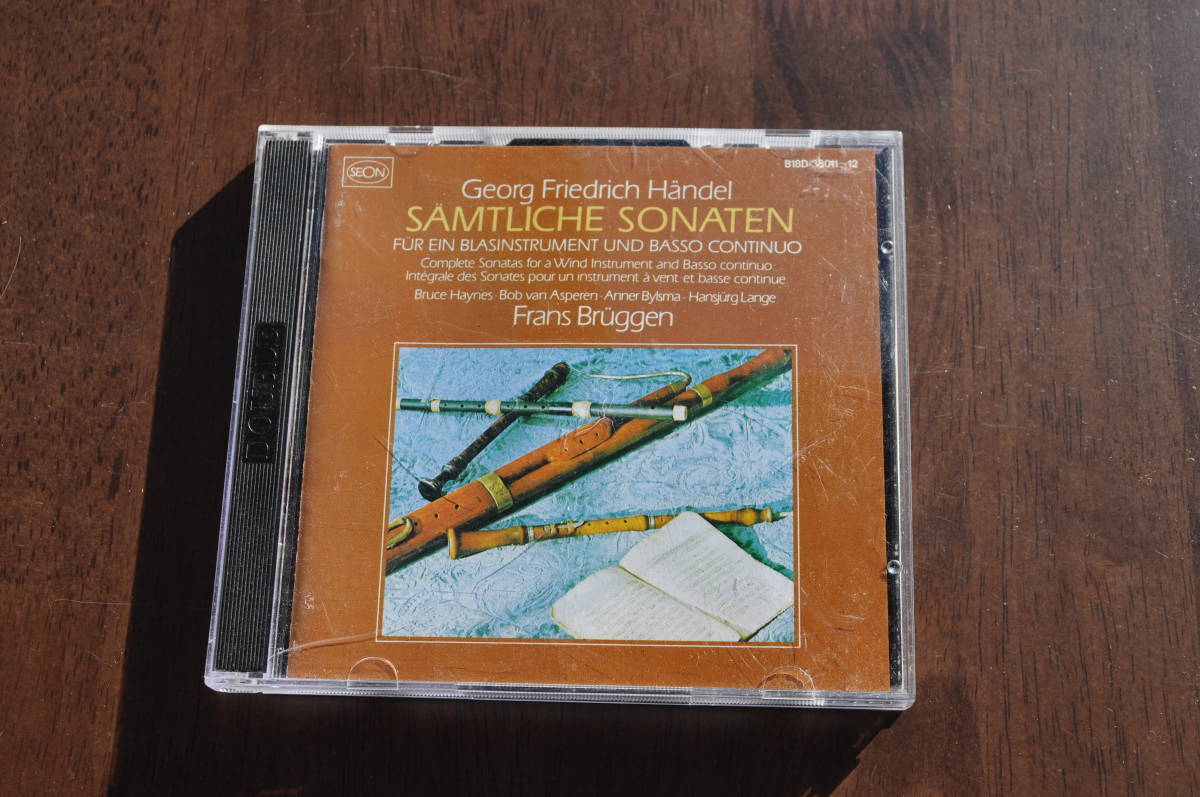 SEON
B18D-38011~12
Georg Friedrich Händel
SÄMTLICHE SONATEN
FÜR EIN BLASINSTRUMENT UND BASSO CONTINUO
Complete Sonatas for a Wind Instrument and Basso continuo
Intégrale des Sonates pour un instrument à vent et basse continue
Bruce Haynes · Bob van Asperen · Anner Bylsma · Hansjürg Lange
Frans Brüggen
DOUBLE